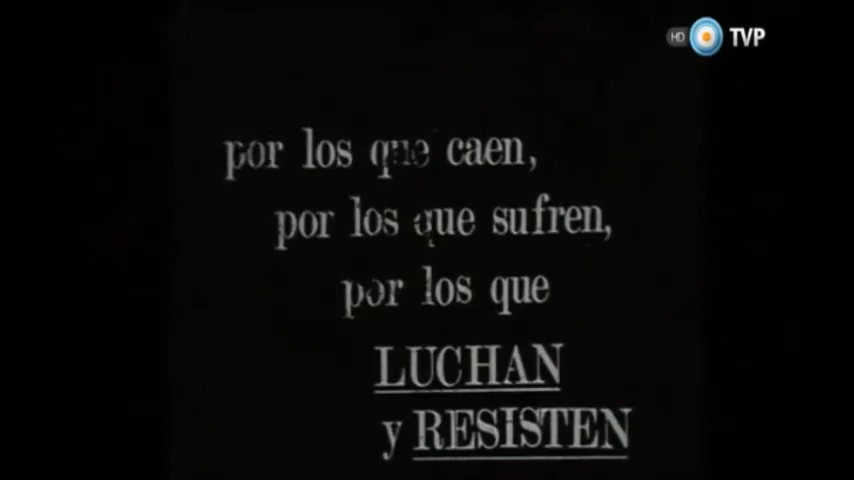 HD TVP
por los que caen,
por los que sufren,
por los que
LUCHAN
y RESISTEN